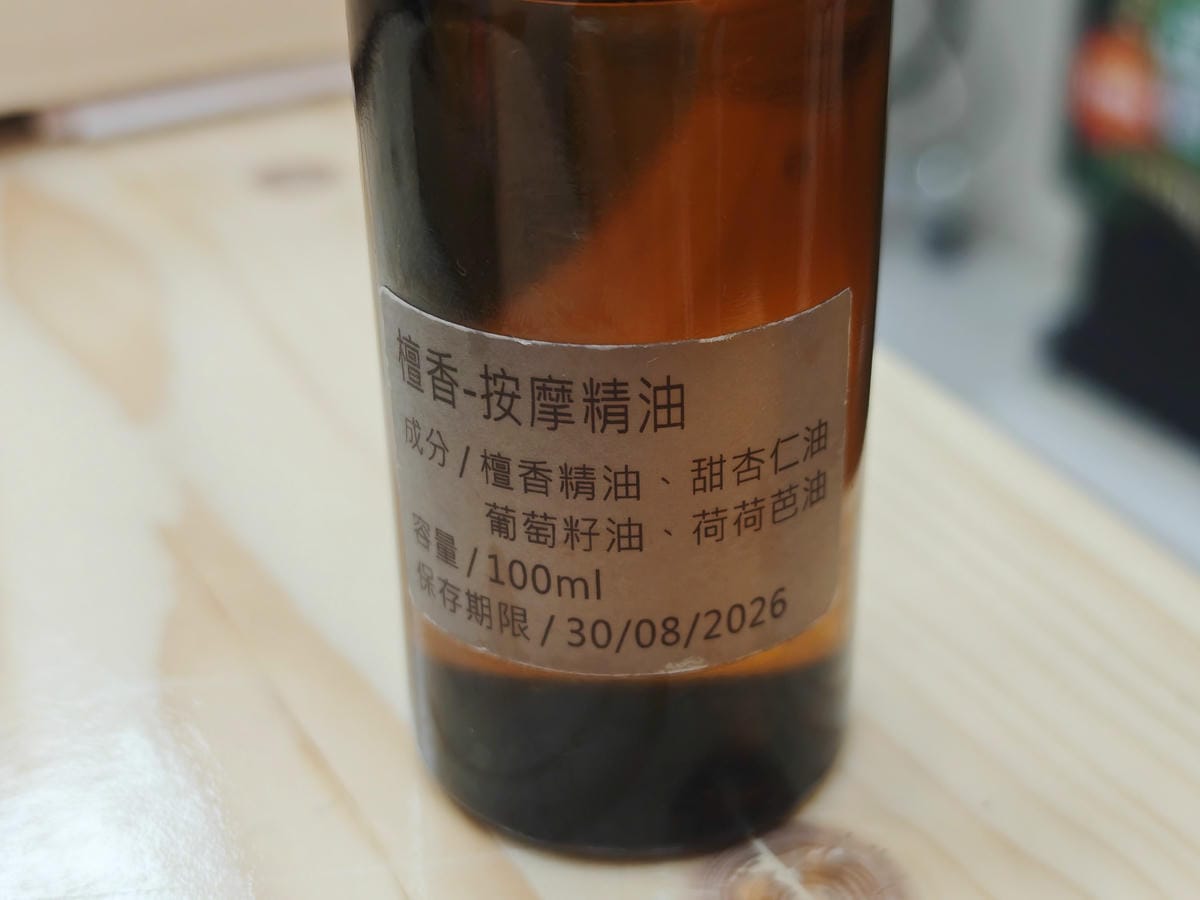 檀香-按摩精油
成分 / 檀香精油、甜杏仁油
葡萄籽油、荷荷芭油
容量 / 100ml
保存期限 / 30/08/2026